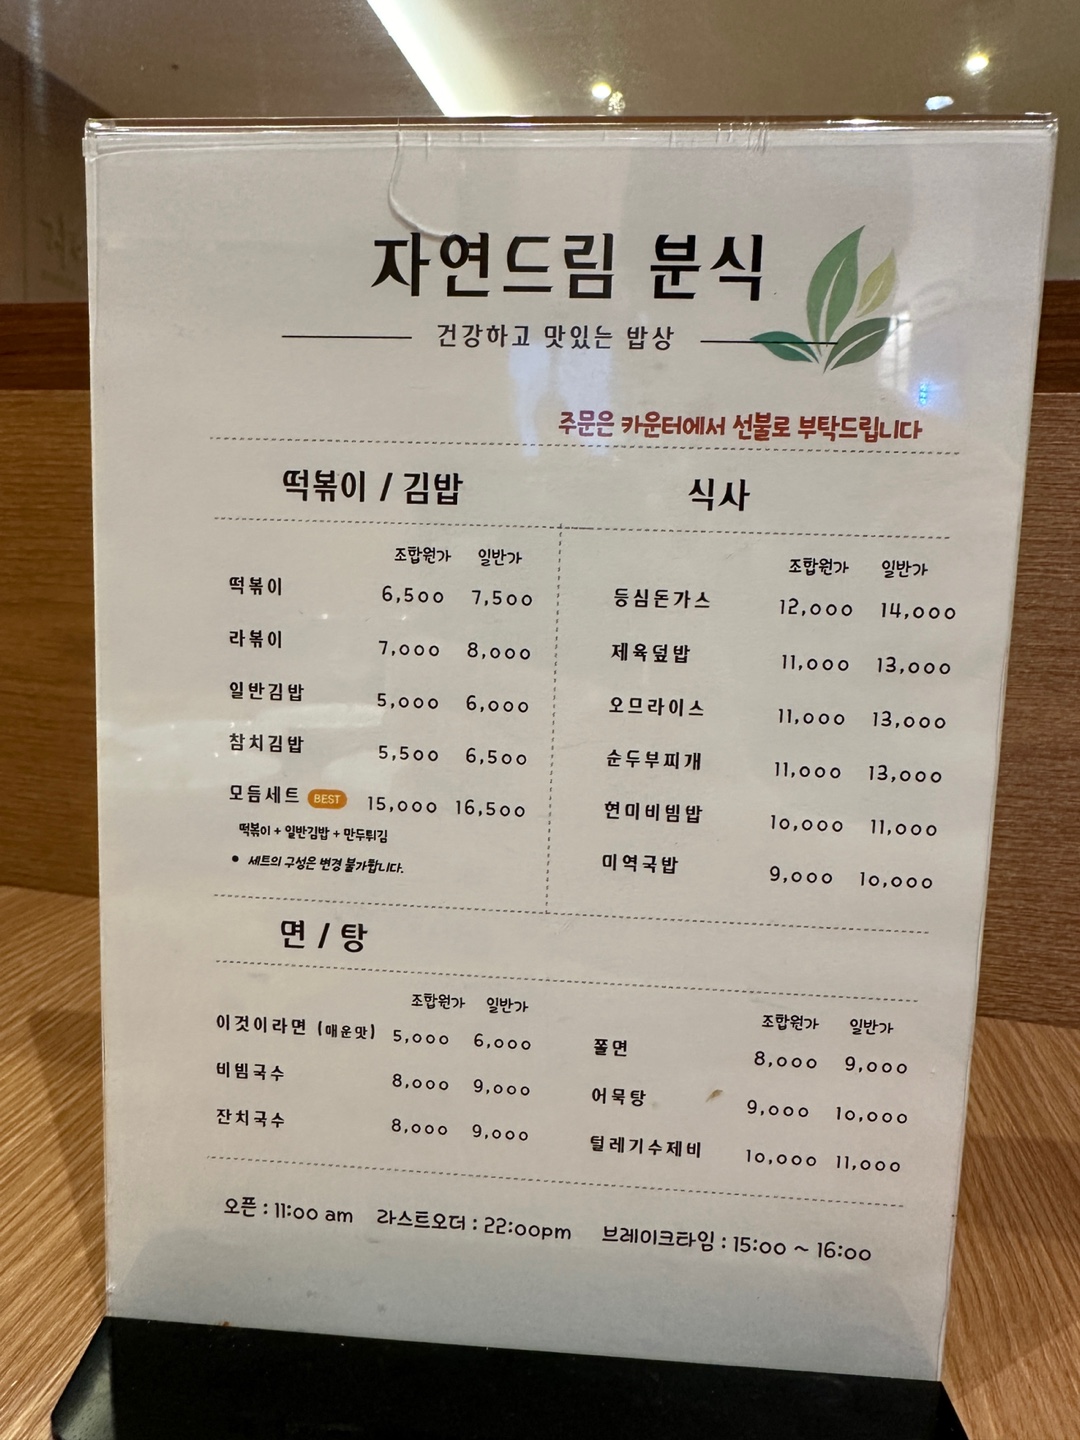 자연드림 분식
건강하고 맛있는 밥상
주문은 카운터에서 선불로 부탁드립니다
떡볶이 / 김밥
조합원가 일반가
떡볶이 6,500 7,500
라볶이 7,000 8,000
일반김밥 5,000 6,000
참치김밥 5,500 6,500
모듬세트 BEST 15,000 16,500
떡볶이 + 일반김밥 + 만두튀김
• 세트의 구성은 변경 불가합니다.
식사
조합원가 일반가
등심돈가스 12,000 14,000
제육덮밥 11,000 13,000
오므라이스 11,000 13,000
순두부찌개 11,000 13,000
현미비빔밥 10,000 11,000
미역국밥 9,000 10,000
면 / 탕
조합원가 일반가
이것이라면 (매운맛) 5,000 6,000
비빔국수 8,000 9,000
잔치국수 8,000 9,000
조합원가 일반가
쫄면 8,000 9,000
어묵탕 9,000 10,000
털레기수제비 10,000 11,000
오픈 : 11:00 am 라스트오더 : 22:00pm 브레이크타임 : 15:00 ~ 16:00